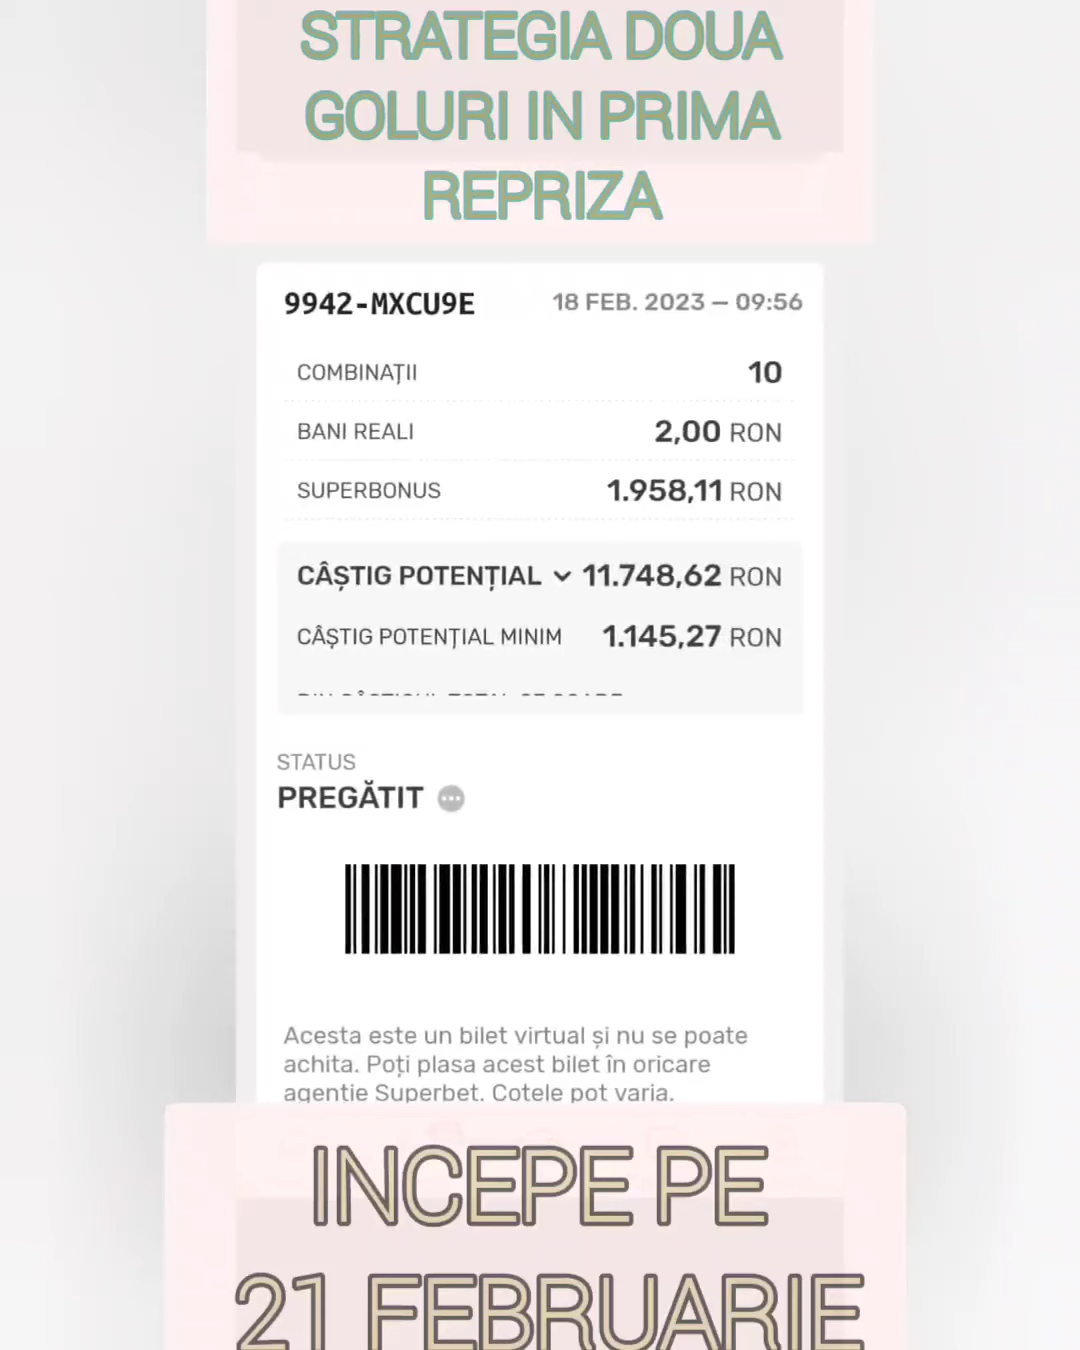 STRATEGIA DOUA
GOLURI IN PRIMA
REPRIZA
9942-MXCU9E 18 FEB. 2023 — 09:56
COMBINAȚII 10
BANI REALI 2,00 RON
SUPERBONUS 1.958,11 RON
CÂȘTIG POTENȚIAL 11.748,62 RON
CÂȘTIG POTENȚIAL MINIM 1.145,27 RON
STATUS
PREGĂTIT
Acesta este un bilet virtual și nu se poate
achita. Poți plasa acest bilet în oricare
agenție Superbet. Cotele pot varia.
INCEPE PE
21 FEBRUARIE